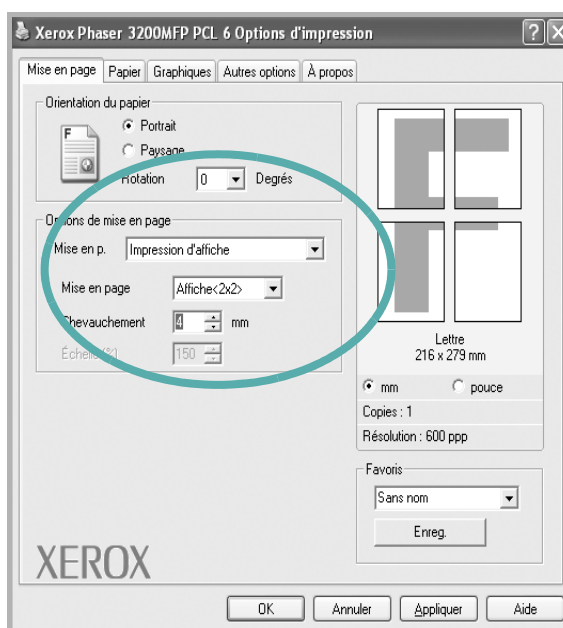 Xerox Phaser 3200MFP PCL 6 Options d'impression
Mise en page Papier Graphiques Autres options À propos
Orientation du papier
F
Portrait
Paysage
Rotation 0 Degrés
Options de mise en page
Mise en p. Impression d'affiche
Mise en page Affiche<2x2>
Chevauchement 4 mm
Échelle (%) 150
Lettre
216 x 279 mm
mm pouce
Copies : 1
Résolution : 600 ppp
Favoris
Sans nom
Enreg.
XEROX
OK Annuler Appliquer Aide